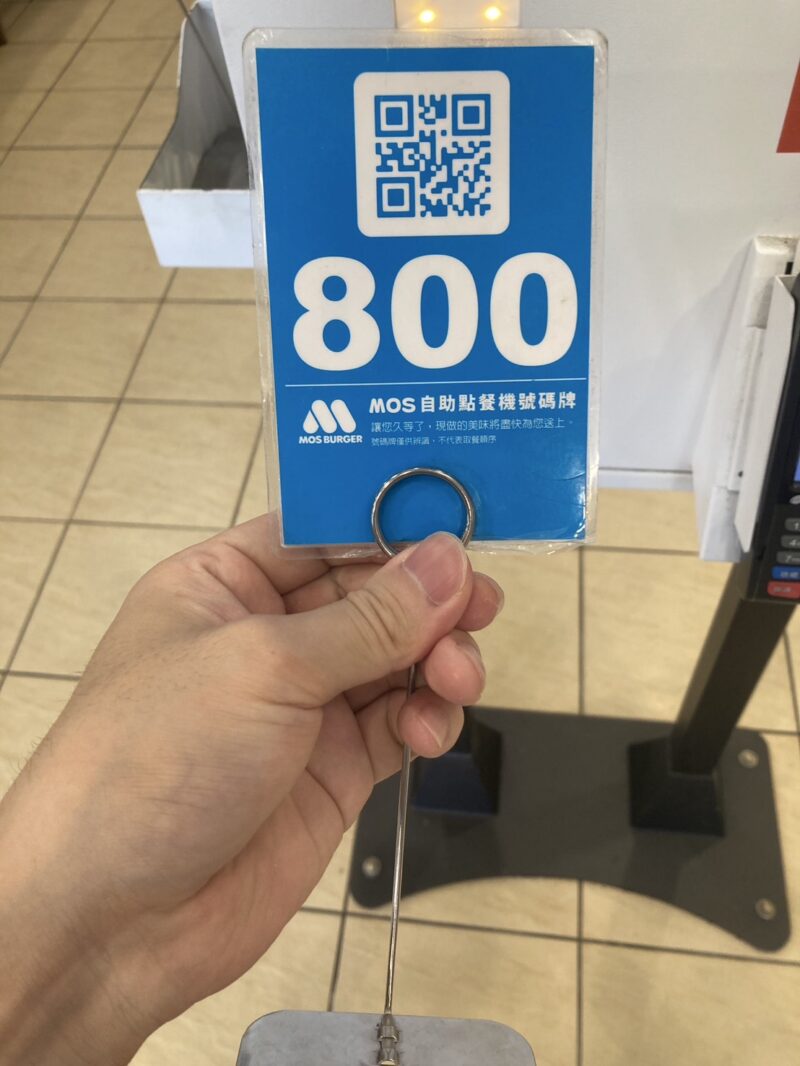 800
MOS自助點餐機號碼牌
MOS BURGER
讓您久等了，現做的美味將盡快為您送上。
號碼牌僅供辨識，不代表取餐順序